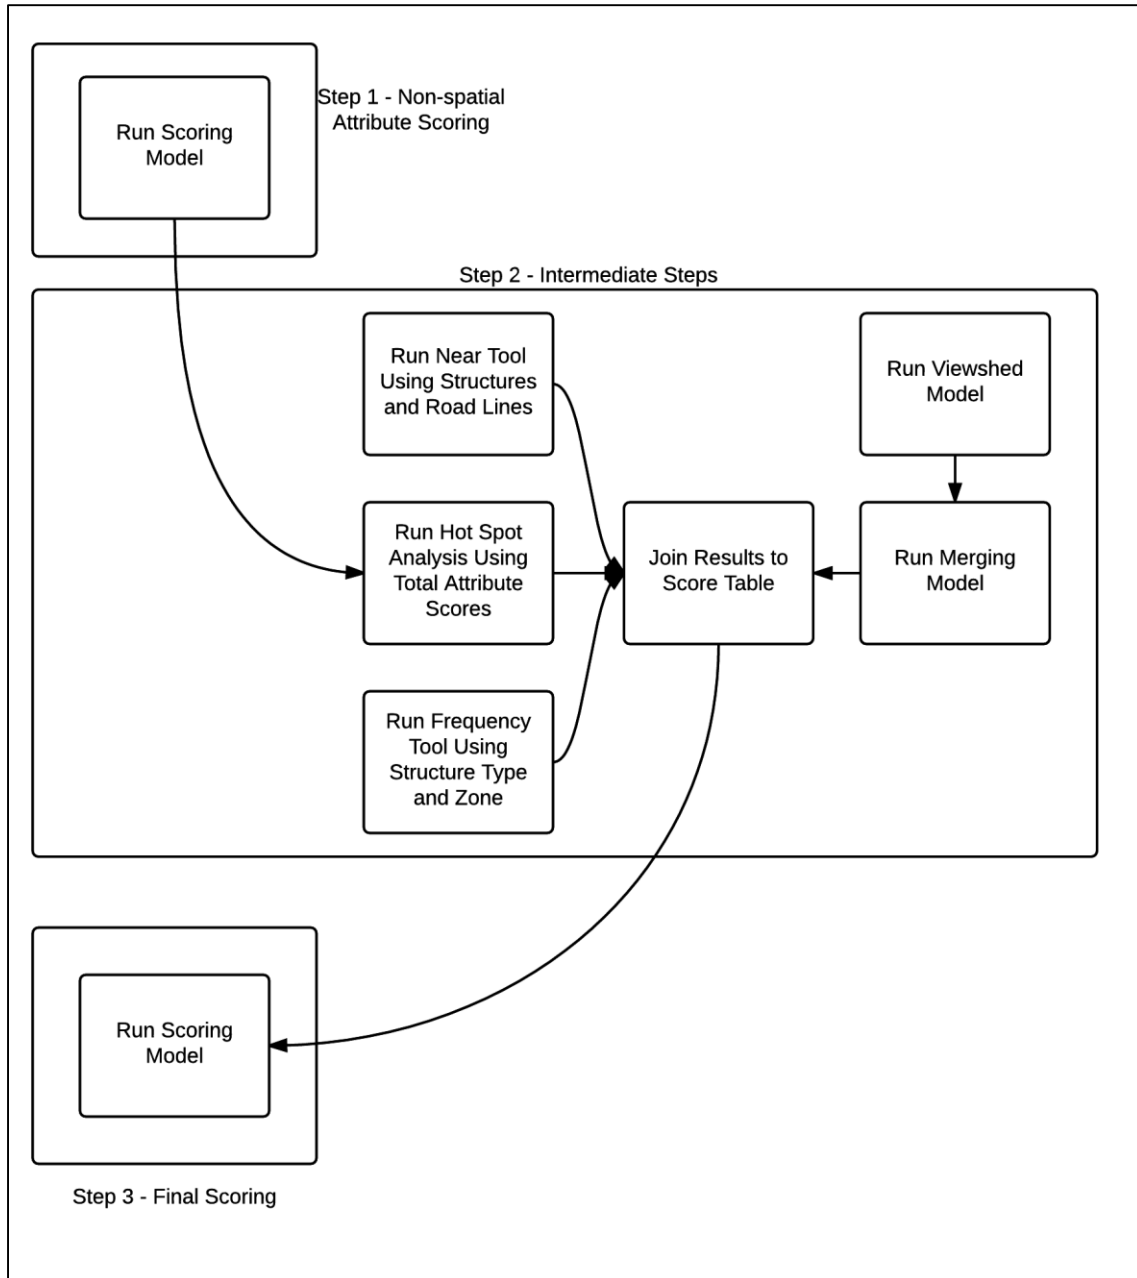 Run Scoring
Model
Step 1 - Non-spatial
Attribute Scoring
Step 2 - Intermediate Steps
Run Near Tool
Using Structures
and Road Lines
Run Viewshed
Model
Run Hot Spot
Analysis Using
Total Attribute
Scores
Join Results to
Score Table
Run Merging
Model
Run Frequency
Tool Using
Structure Type
and Zone
Run Scoring
Model
Step 3 - Final Scoring